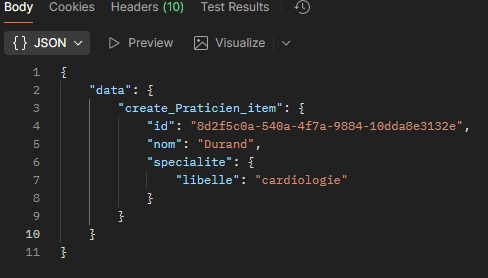 Body Cookies Headers (10) Test Results
{} JSON Preview Visualize
1 {
2 "data": {
3 "create_Praticien_item": {
4 "id": "8d2f5c0a-540a-4f7a-9884-10dda8e3132e",
5 "nom": "Durand",
6 "specialite": {
7 "libelle": "cardiologie"
8 }
9 }
10 }
11 }